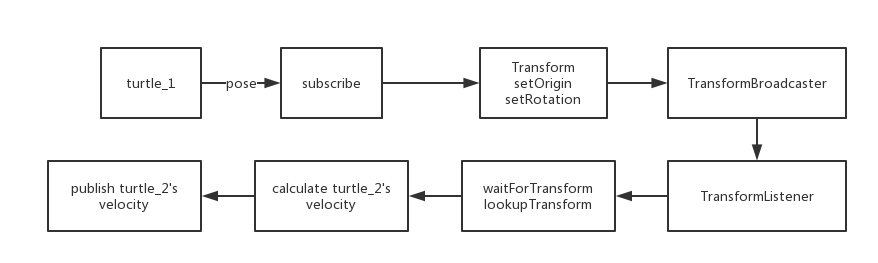 turtle_1
pose
subscribe
Transform
setOrigin
setRotation
TransformBroadcaster
TransformListener
waitForTransform
lookupTransform
calculate turtle_2's
velocity
publish turtle_2's
velocity